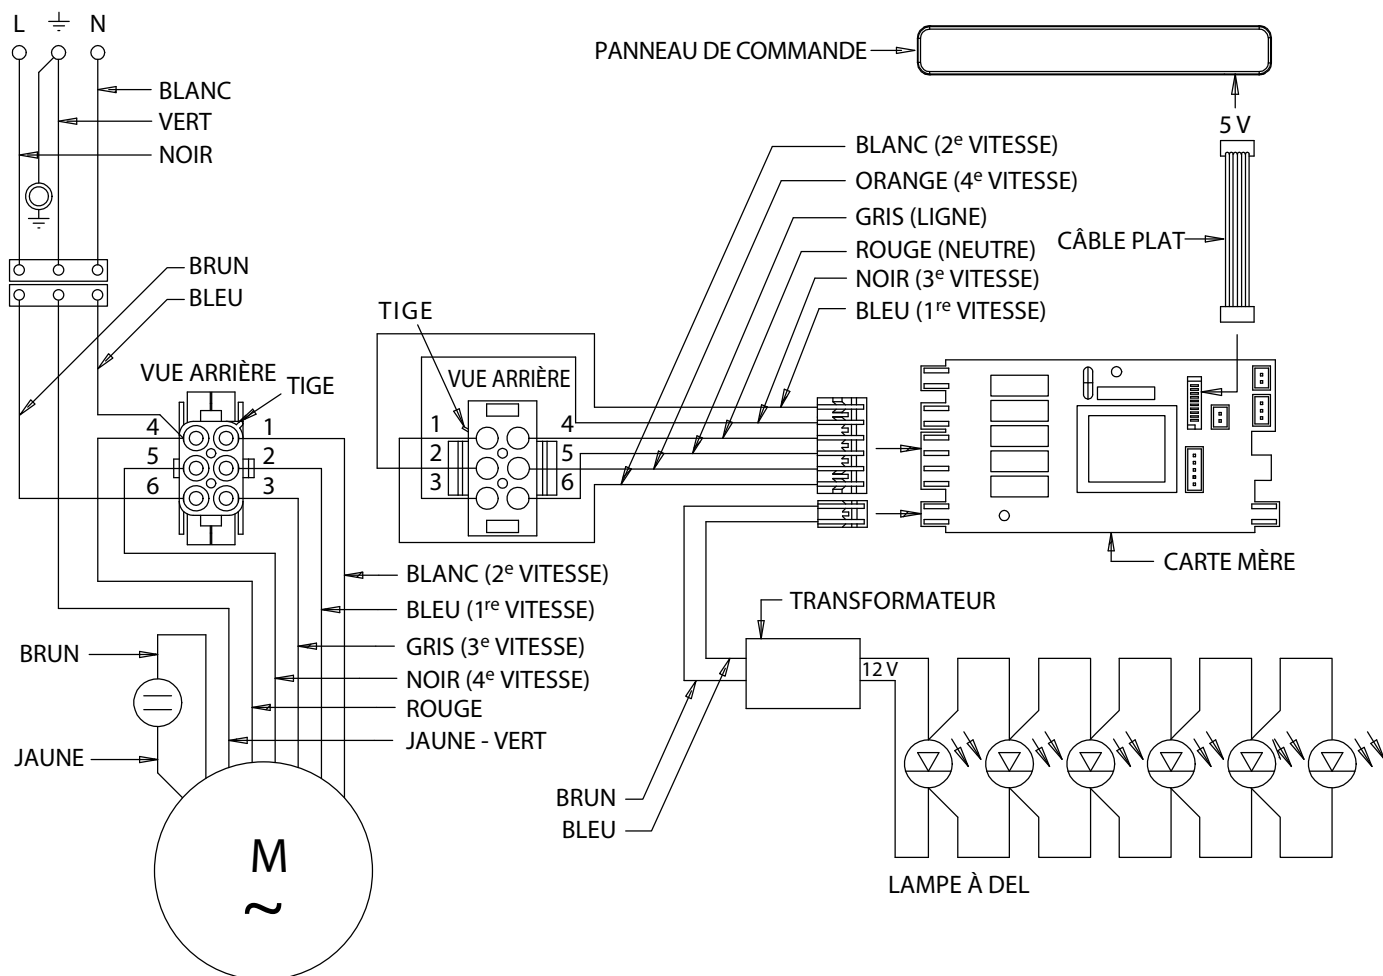 L ⏚ N
BLANC
VERT
NOIR
BRUN
BLEU
VUE ARRIÈRE
TIGE
4 1
5 2
6 3
BLANC (2e VITESSE)
BLEU (1re VITESSE)
GRIS (3e VITESSE)
NOIR (4e VITESSE)
ROUGE
JAUNE - VERT
BRUN
JAUNE
M
~
TIGE
VUE ARRIÈRE
1 4
2 5
3 6
BLANC (2e VITESSE)
ORANGE (4e VITESSE)
GRIS (LIGNE)
ROUGE (NEUTRE)
NOIR (3e VITESSE)
BLEU (1re VITESSE)
PANNEAU DE COMMANDE
5 V
CÂBLE PLAT
CARTE MÈRE
TRANSFORMATEUR
12 V
BRUN
BLEU
LAMPE À DEL